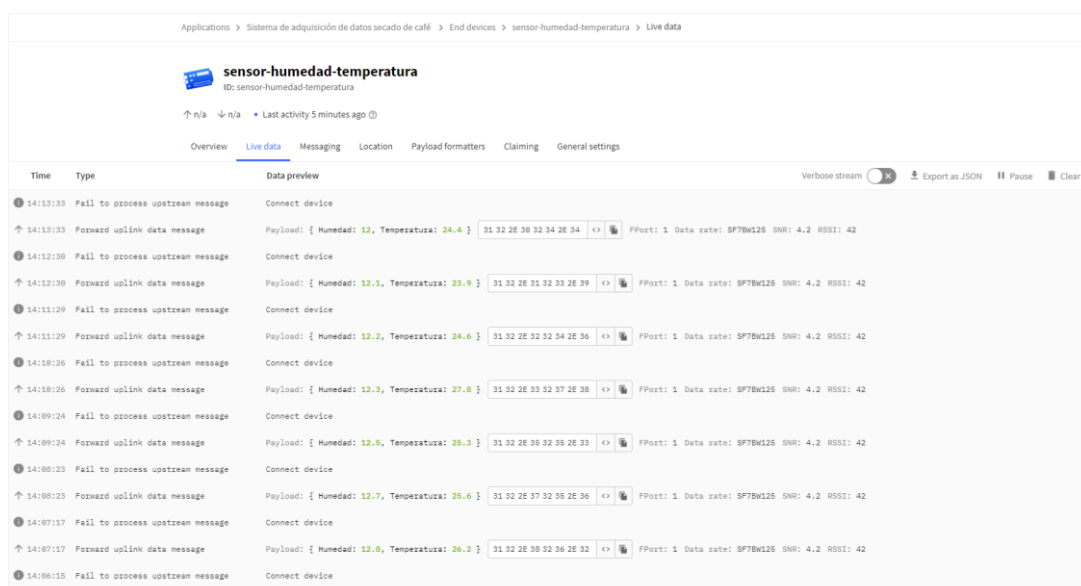 Applications > Sistema de adquisición de datos secado de café > End devices > sensor-humedad-temperatura > Live data
sensor-humedad-temperatura
ID: sensor-humedad-temperatura
↑ n/a ↓ n/a • Last activity 5 minutes ago
Overview Live data Messaging Location Payload formatters Claiming General settings
Time Type Data preview Verbose stream Export as JSON Pause Clear
14:13:33 Fail to process upstream message Connect device
↑ 14:13:33 Forward uplink data message Payload: { Humedad: 12, Temperatura: 24.4 } 31 32 2E 30 32 34 2E 34 <> FPort: 1 Data rate: SF7BW125 SNR: 4.2 RSSI: 42
14:12:30 Fail to process upstream message Connect device
↑ 14:12:30 Forward uplink data message Payload: { Humedad: 12.1, Temperatura: 23.9 } 31 32 2E 31 32 33 2E 39 <> FPort: 1 Data rate: SF7BW125 SNR: 4.2 RSSI: 42
14:11:29 Fail to process upstream message Connect device
↑ 14:11:29 Forward uplink data message Payload: { Humedad: 12.2, Temperatura: 24.6 } 31 32 2E 32 32 34 2E 36 <> FPort: 1 Data rate: SF7BW125 SNR: 4.2 RSSI: 42
14:10:26 Fail to process upstream message Connect device
↑ 14:10:26 Forward uplink data message Payload: { Humedad: 12.3, Temperatura: 27.8 } 31 32 2E 33 32 37 2E 38 <> FPort: 1 Data rate: SF7BW125 SNR: 4.2 RSSI: 42
14:09:24 Fail to process upstream message Connect device
↑ 14:09:24 Forward uplink data message Payload: { Humedad: 12.5, Temperatura: 25.3 } 31 32 2E 35 32 35 2E 33 <> FPort: 1 Data rate: SF7BW125 SNR: 4.2 RSSI: 42
14:08:23 Fail to process upstream message Connect device
↑ 14:08:23 Forward uplink data message Payload: { Humedad: 12.7, Temperatura: 25.6 } 31 32 2E 37 32 35 2E 36 <> FPort: 1 Data rate: SF7BW125 SNR: 4.2 RSSI: 42
14:07:17 Fail to process upstream message Connect device
↑ 14:07:17 Forward uplink data message Payload: { Humedad: 12.8, Temperatura: 26.2 } 31 32 2E 38 32 36 2E 32 <> FPort: 1 Data rate: SF7BW125 SNR: 4.2 RSSI: 42
14:06:15 Fail to process upstream message Connect device